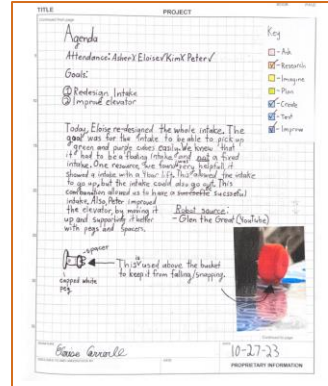 TITLE
PROJECT
Agenda
Attendance: Asher✓ Eloise✓ Kim✓ Peter✓
Goals:
① Redesign Intake
② Improve elevator
Key
- Ask
- Research
- Imagine
- Plan
- Create
- Test
- Improve
Today, Eloise re-designed the whole intake. The
goal was for the intake to be able to pick up
green and purple cubes easily. We knew that
it had to be a floating intake and not a fixed
intake. One resource we found very helpful, it
showed a intake with a 4 bar lift. This allowed the intake
to go up, but the intake could also go out. This
combination allowed us to have a successful
intake. Also, Peter improved
the elevator, by moving it
up and supporting it better
with pegs and spacers.
Robot source:
- Glen the Great (YouTube)
spacer
capped white
peg
This is used above the bucket
to keep it from falling/snapping.
10-27-23
PROPRIETARY INFORMATION